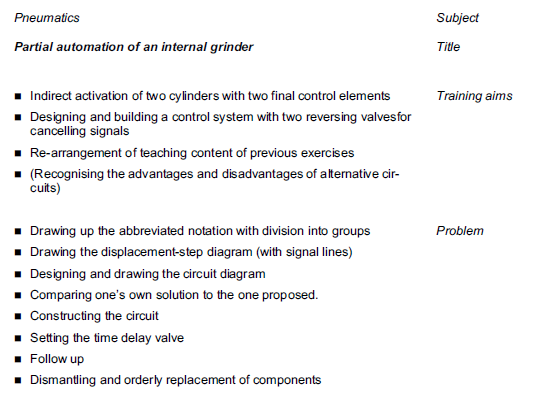 Pneumatics Subject
Partial automation of an internal grinder Title
■ Indirect activation of two cylinders with two final control elements Training aims
■ Designing and building a control system with two reversing valvesfor
cancelling signals
■ Re-arrangement of teaching content of previous exercises
■ (Recognising the advantages and disadvantages of alternative cir-
cuits)
■ Drawing up the abbreviated notation with division into groups Problem
■ Drawing the displacement-step diagram (with signal lines)
■ Designing and drawing the circuit diagram
■ Comparing one’s own solution to the one proposed.
■ Constructing the circuit
■ Setting the time delay valve
■ Follow up
■ Dismantling and orderly replacement of components